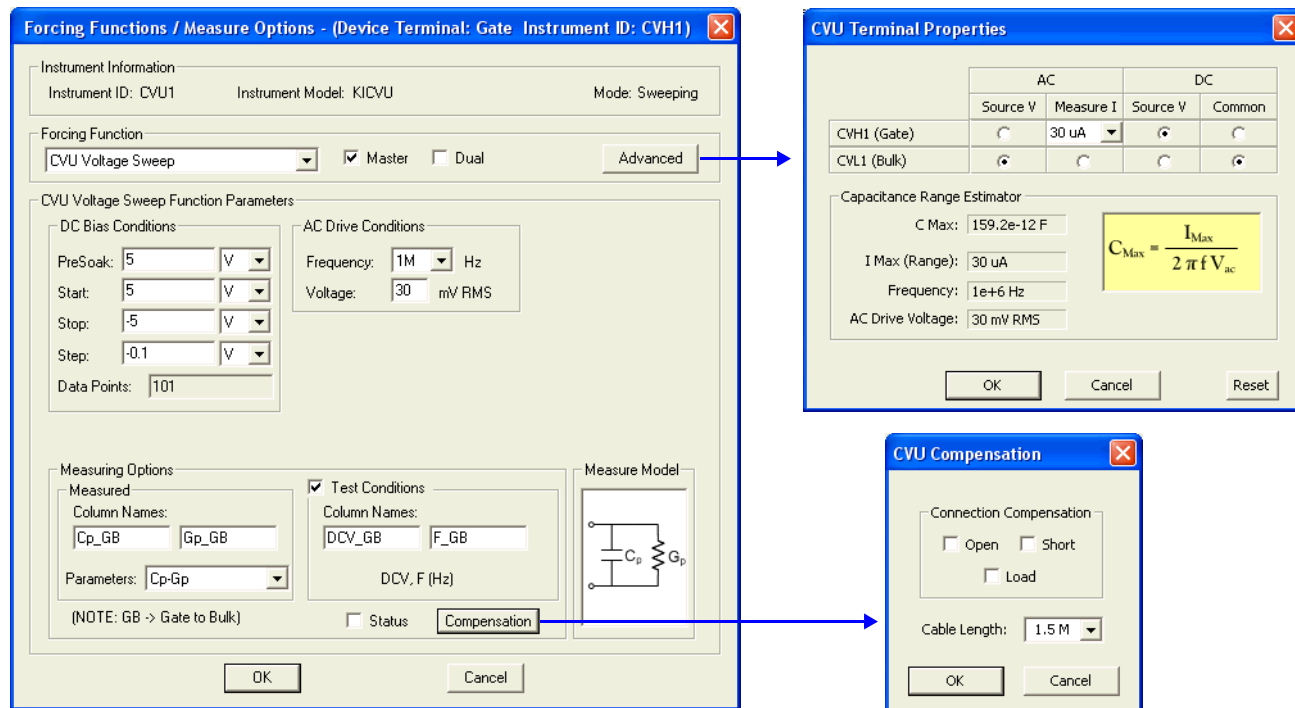 Forcing Functions / Measure Options - (Device Terminal: Gate Instrument ID: CVH1)
Instrument Information
Instrument ID: CVU1 Instrument Model: KICVU Mode: Sweeping
Forcing Function
CVU Voltage Sweep Master Dual Advanced
CVU Voltage Sweep Function Parameters
DC Bias Conditions
PreSoak: 5 V
Start: 5 V
Stop: -5 V
Step: -0.1 V
Data Points: 101
AC Drive Conditions
Frequency: 1M Hz
Voltage: 30 mV RMS
Measuring Options
Measured
Column Names:
Cp_GB Gp_GB
Parameters: Cp-Gp
(NOTE: GB -> Gate to Bulk)
Test Conditions
Column Names:
DCV_GB F_GB
DCV, F (Hz)
Status Compensation
Measure Model
Cp Gp
OK Cancel
CVU Terminal Properties
AC DC
Source V Measure I Source V Common
CVH1 (Gate) 30 uA
CVL1 (Bulk)
Capacitance Range Estimator
C Max: 159.2e-12 F
I Max (Range): 30 uA
Frequency: 1e+6 Hz
AC Drive Voltage: 30 mV RMS
CMax = IMax / 2 π f Vac
OK Cancel Reset
CVU Compensation
Connection Compensation
Open Short
Load
Cable Length: 1.5 M
OK Cancel